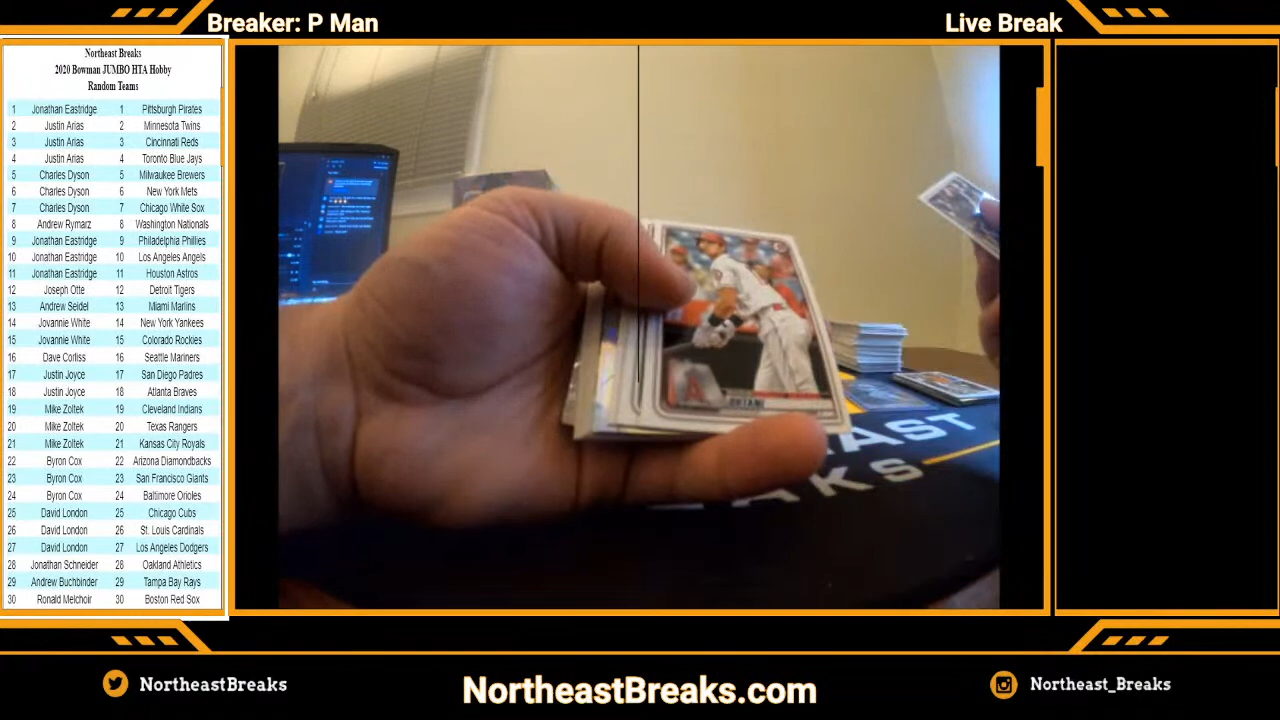 Breaker: P Man
Live Break
Northeast Breaks
2020 Bowman JUMBO HTA Hobby
Random Teams
1 Jonathan Eastridge 1 Pittsburgh Pirates
2 Justin Arias 2 Minnesota Twins
3 Justin Arias 3 Cincinnati Reds
4 Justin Arias 4 Toronto Blue Jays
5 Charles Dyson 5 Milwaukee Brewers
6 Charles Dyson 6 New York Mets
7 Charles Dyson 7 Chicago White Sox
8 Andrew Rymarz 8 Washington Nationals
9 Jonathan Eastridge 9 Philadelphia Phillies
10 Jonathan Eastridge 10 Los Angeles Angels
11 Jonathan Eastridge 11 Houston Astros
12 Joseph Otte 12 Detroit Tigers
13 Andrew Seidel 13 Miami Marlins
14 Jovannie White 14 New York Yankees
15 Jovannie White 15 Colorado Rockies
16 Dave Corliss 16 Seattle Mariners
17 Justin Joyce 17 San Diego Padres
18 Justin Joyce 18 Atlanta Braves
19 Mike Zoltek 19 Cleveland Indians
20 Mike Zoltek 20 Texas Rangers
21 Mike Zoltek 21 Kansas City Royals
22 Byron Cox 22 Arizona Diamondbacks
23 Byron Cox 23 San Francisco Giants
24 Byron Cox 24 Baltimore Orioles
25 David London 25 Chicago Cubs
26 David London 26 St. Louis Cardinals
27 David London 27 Los Angeles Dodgers
28 Jonathan Schneider 28 Oakland Athletics
29 Andrew Buchbinder 29 Tampa Bay Rays
30 Ronald Melchoir 30 Boston Red Sox
OHTANI
AST
AKS
NortheastBreaks
NortheastBreaks.com
Northeast_Breaks